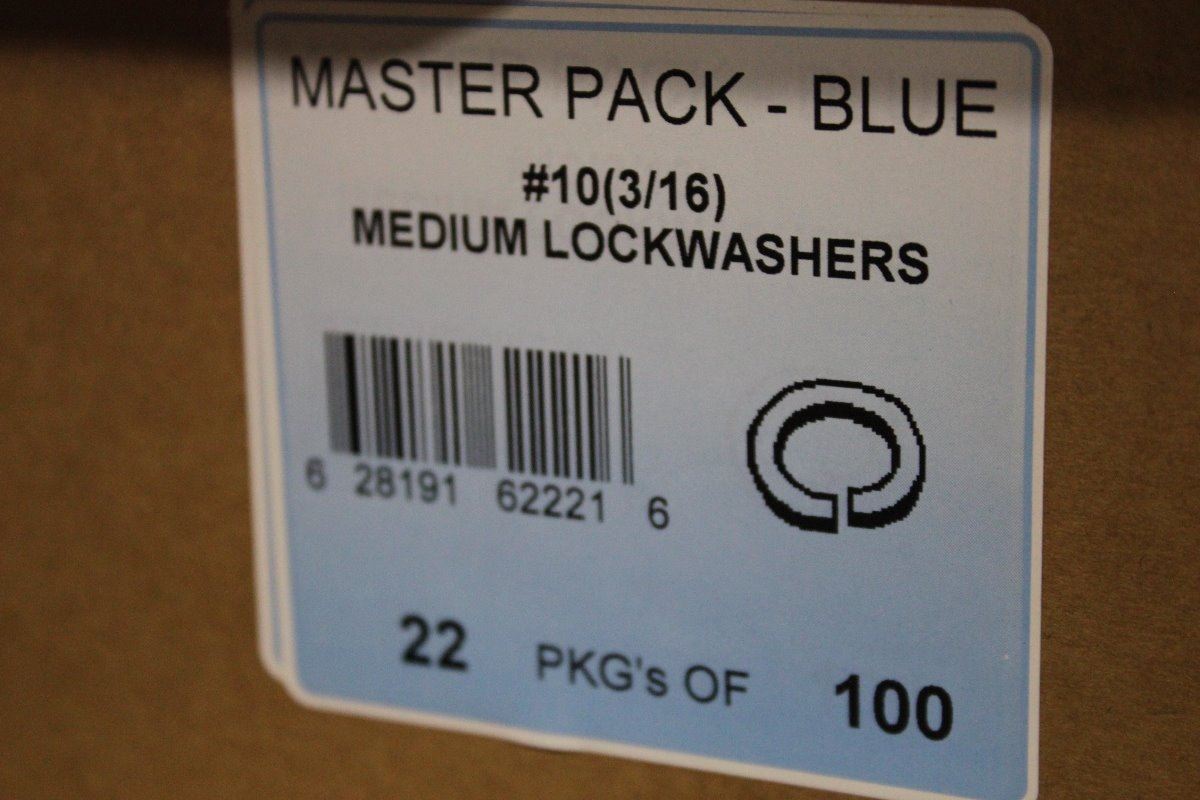 MASTER PACK - BLUE
#10(3/16)
MEDIUM LOCKWASHERS
6 28191 62221 6
22 PKG's OF 100